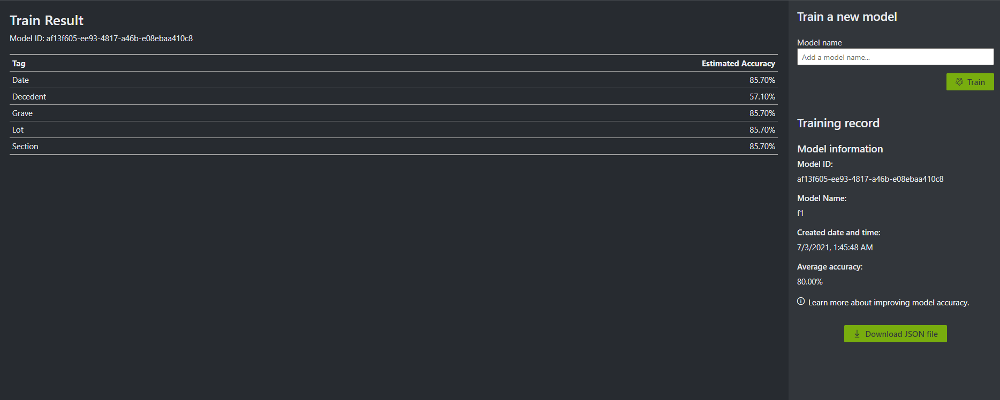 Train Result
Model ID: af13f605-ee93-4817-a46b-e08ebaa410c8
Tag Estimated Accuracy
Date 85.70%
Decedent 57.10%
Grave 85.70%
Lot 85.70%
Section 85.70%
Train a new model
Model name
Add a model name...
Train
Training record
Model information
Model ID:
af13f605-ee93-4817-a46b-e08ebaa410c8
Model Name:
f1
Created date and time:
7/3/2021, 1:45:48 AM
Average accuracy:
80.00%
Learn more about improving model accuracy.
Download JSON file